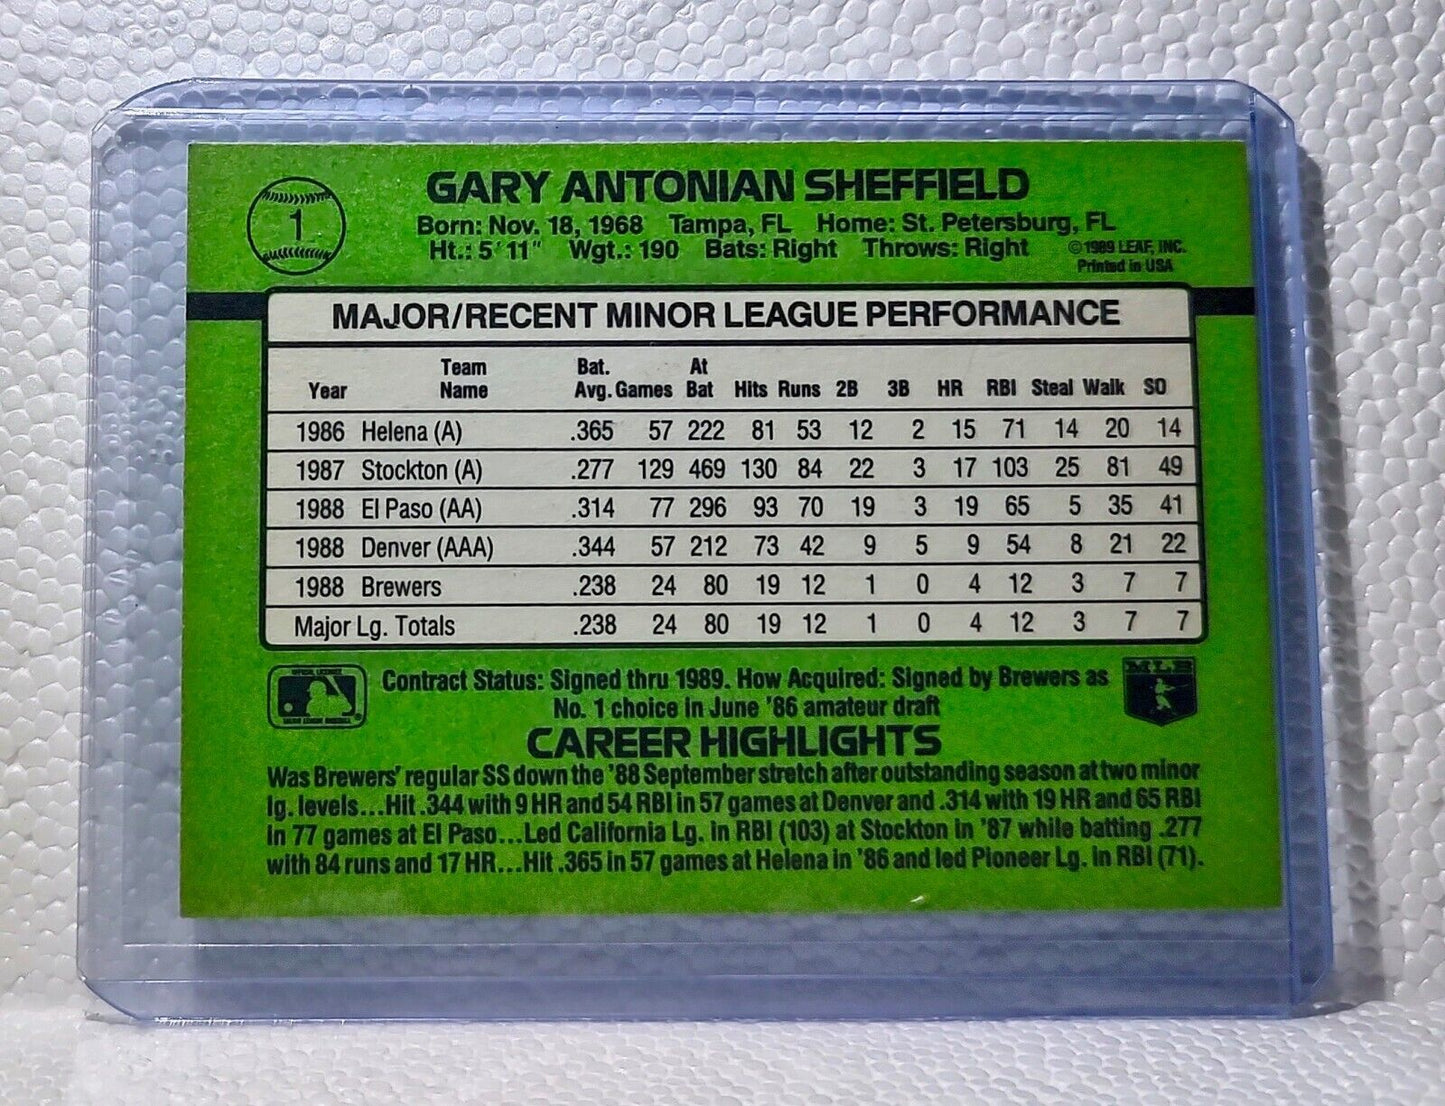 1
GARY ANTONIAN SHEFFIELD
Born: Nov. 18, 1968 Tampa, FL Home: St. Petersburg, FL
Ht.: 5' 11" Wgt.: 190 Bats: Right Throws: Right
© 1989 LEAF, INC.
Printed in USA
MAJOR/RECENT MINOR LEAGUE PERFORMANCE
Year Team Name Bat. Avg. Games At Bat Hits Runs 2B 3B HR RBI Steal Walk SO
1986 Helena (A) .365 57 222 81 53 12 2 15 71 14 20 14
1987 Stockton (A) .277 129 469 130 84 22 3 17 103 25 81 49
1988 El Paso (AA) .314 77 296 93 70 19 3 19 65 5 35 41
1988 Denver (AAA) .344 57 212 73 42 9 5 9 54 8 21 22
1988 Brewers .238 24 80 19 12 1 0 4 12 3 7 7
Major Lg. Totals .238 24 80 19 12 1 0 4 12 3 7 7
MLB
Contract Status: Signed thru 1989. How Acquired: Signed by Brewers as
No. 1 choice in June '86 amateur draft
CAREER HIGHLIGHTS
Was Brewers' regular SS down the '88 September stretch after outstanding season at two minor
lg. levels...Hit .344 with 9 HR and 54 RBI in 57 games at Denver and .314 with 19 HR and 65 RBI
in 77 games at El Paso...Led California Lg. in RBI (103) at Stockton in '87 while batting .277
with 84 runs and 17 HR...Hit .365 in 57 games at Helena in '86 and led Pioneer Lg. in RBI (71).